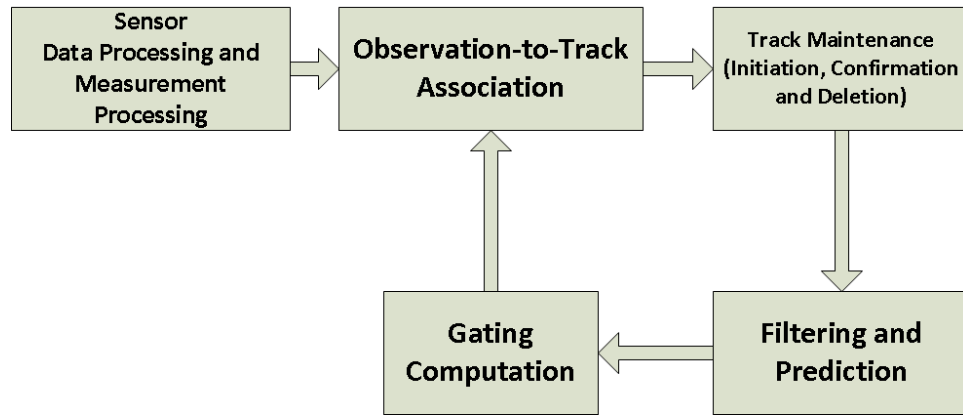 Sensor
Data Processing and
Measurement
Processing
Observation-to-Track
Association
Track Maintenance
(Initiation, Confirmation
and Deletion)
Gating
Computation
Filtering and
Prediction